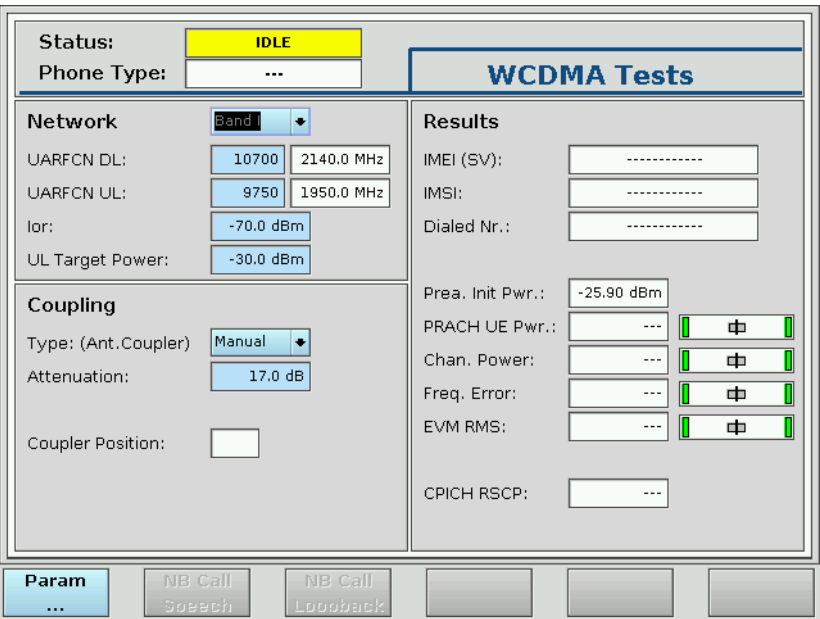 Status: IDLE
Phone Type: ---
WCDMA Tests
Network Band I
UARFCN DL: 10700 2140.0 MHz
UARFCN UL: 9750 1950.0 MHz
Ior: -70.0 dBm
UL Target Power: -30.0 dBm
Coupling
Type: (Ant.Coupler) Manual
Attenuation: 17.0 dB
Coupler Position:
Results
IMEI (SV): ------------
IMSI: ------------
Dialed Nr.: ------------
Prea. Init Pwr.: -25.90 dBm
PRACH UE Pwr.: ---
Chan. Power: ---
Freq. Error: ---
EVM RMS: ---
CPICH RSCP: ---
Param
...
NB Call
Speech
NB Call
Loopback